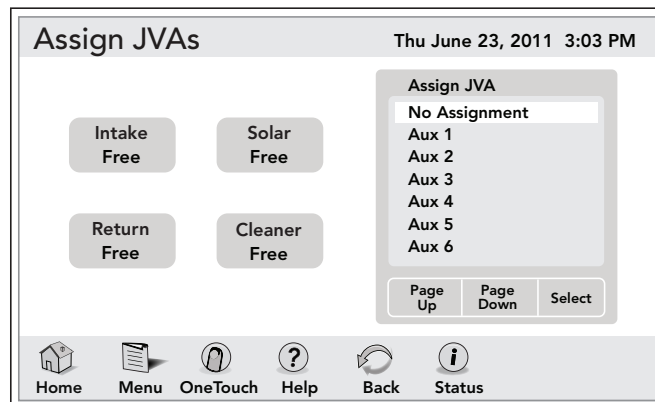 Assign JVAs
Thu June 23, 2011 3:03 PM
Intake
Free
Solar
Free
Return
Free
Cleaner
Free
Assign JVA
No Assignment
Aux 1
Aux 2
Aux 3
Aux 4
Aux 5
Aux 6
Page
Up
Page
Down
Select
?
i
Home
Menu
OneTouch
Help
Back
Status